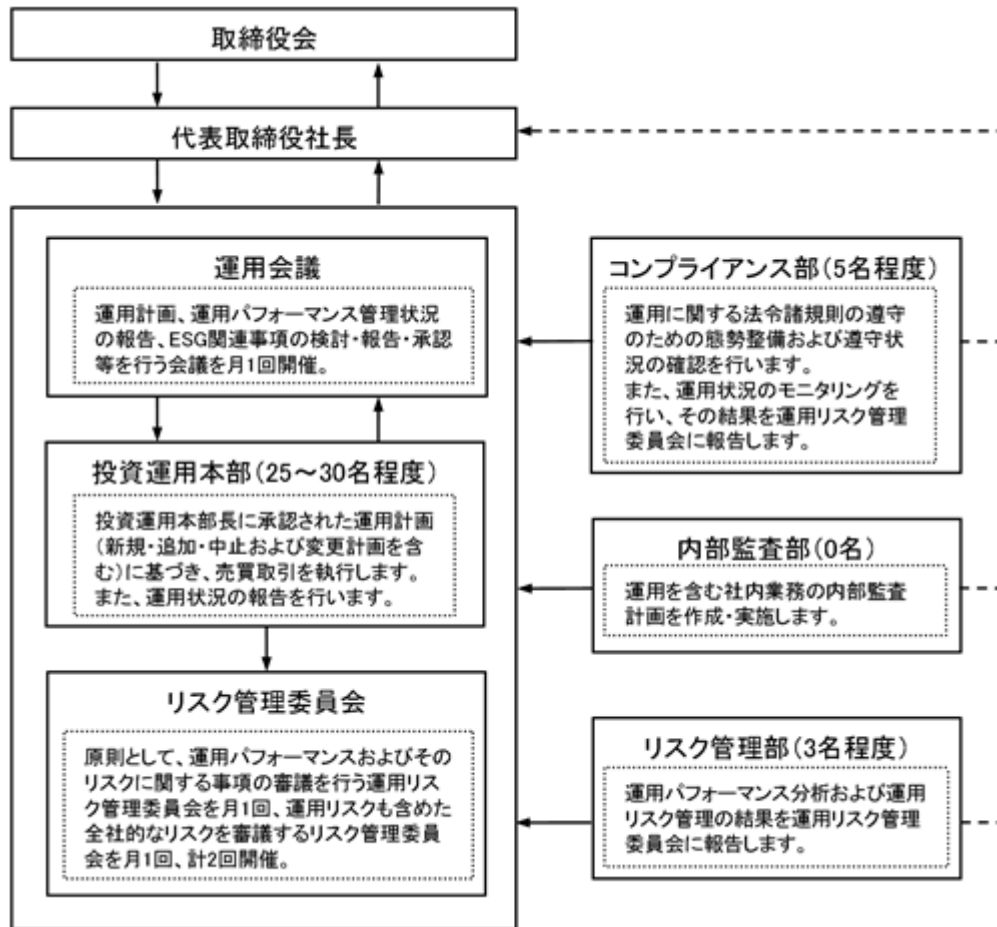 取締役会
代表取締役社長
運用会議
運用計画、運用パフォーマンス管理状況
の報告、ESG関連事項の検討・報告・承認
等を行う会議を月1回開催。
投資運用本部(25~30名程度)
投資運用本部長に承認された運用計画
(新規・追加・中止および変更計画を含
む)に基づき、売買取引を執行します。
また、運用状況の報告を行います。
リスク管理委員会
原則として、運用パフォーマンスおよびその
リスクに関する事項の審議を行う運用リス
ク管理委員会を月1回、運用リスクも含めた
全社的なリスクを審議するリスク管理委員
会を月1回、計2回開催。
コンプライアンス部(5名程度)
運用に関する法令諸規則の遵守
のための態勢整備および遵守状
況の確認を行います。
また、運用状況のモニタリングを
行い、その結果を運用リスク管理
委員会に報告します。
内部監査部(0名)
運用を含む社内業務の内部監査
計画を作成・実施します。
リスク管理部(3名程度)
運用パフォーマンス分析および運用
リスク管理の結果を運用リスク管理
委員会に報告します。